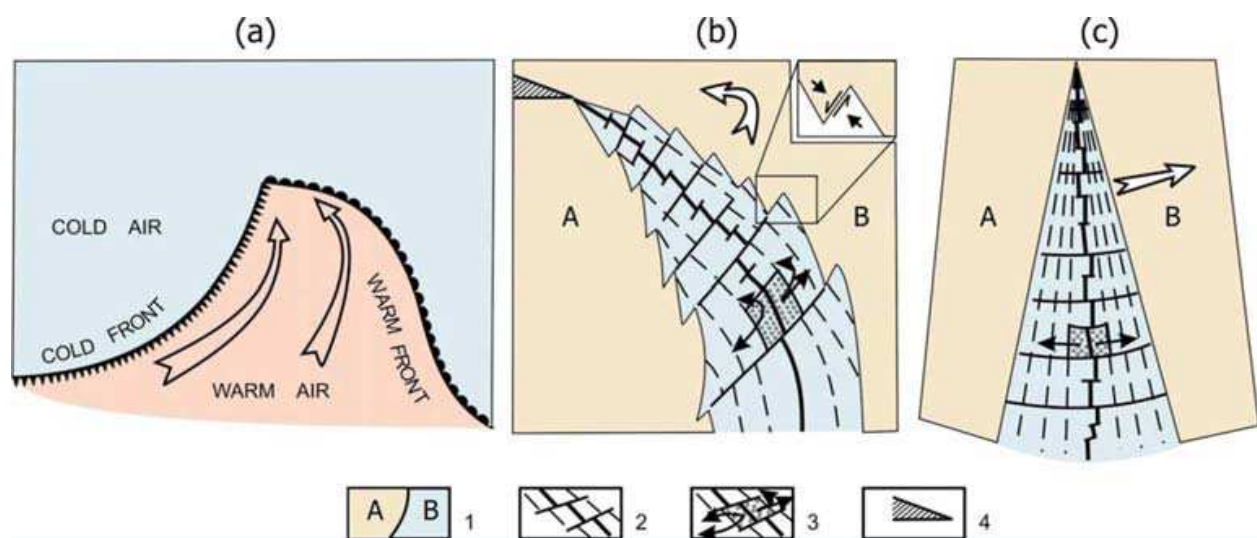 (a)
(b)
(c)
COLD AIR
COLD FRONT
WARM AIR
WARM FRONT
A
B
A
B
A B 1
2
3
4